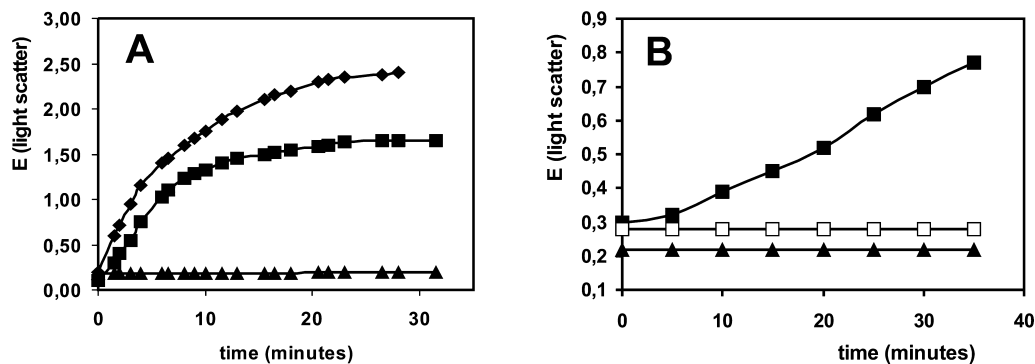 A
E (light scatter)
3,00
2,50
2,00
1,50
1,00
0,50
0,00
0 10 20 30
time (minutes)
B
E (light scatter)
0,9
0,8
0,7
0,6
0,5
0,4
0,3
0,2
0,1
0 10 20 30 40
time (minutes)